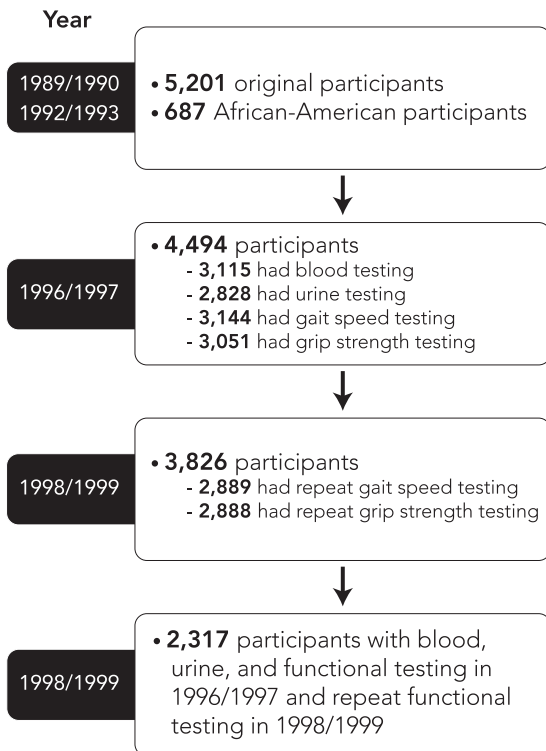 Year
1989/1990
1992/1993
• 5,201 original participants
• 687 African-American participants
1996/1997
• 4,494 participants
- 3,115 had blood testing
- 2,828 had urine testing
- 3,144 had gait speed testing
- 3,051 had grip strength testing
1998/1999
• 3,826 participants
- 2,889 had repeat gait speed testing
- 2,888 had repeat grip strength testing
1998/1999
• 2,317 participants with blood,
urine, and functional testing in
1996/1997 and repeat functional
testing in 1998/1999